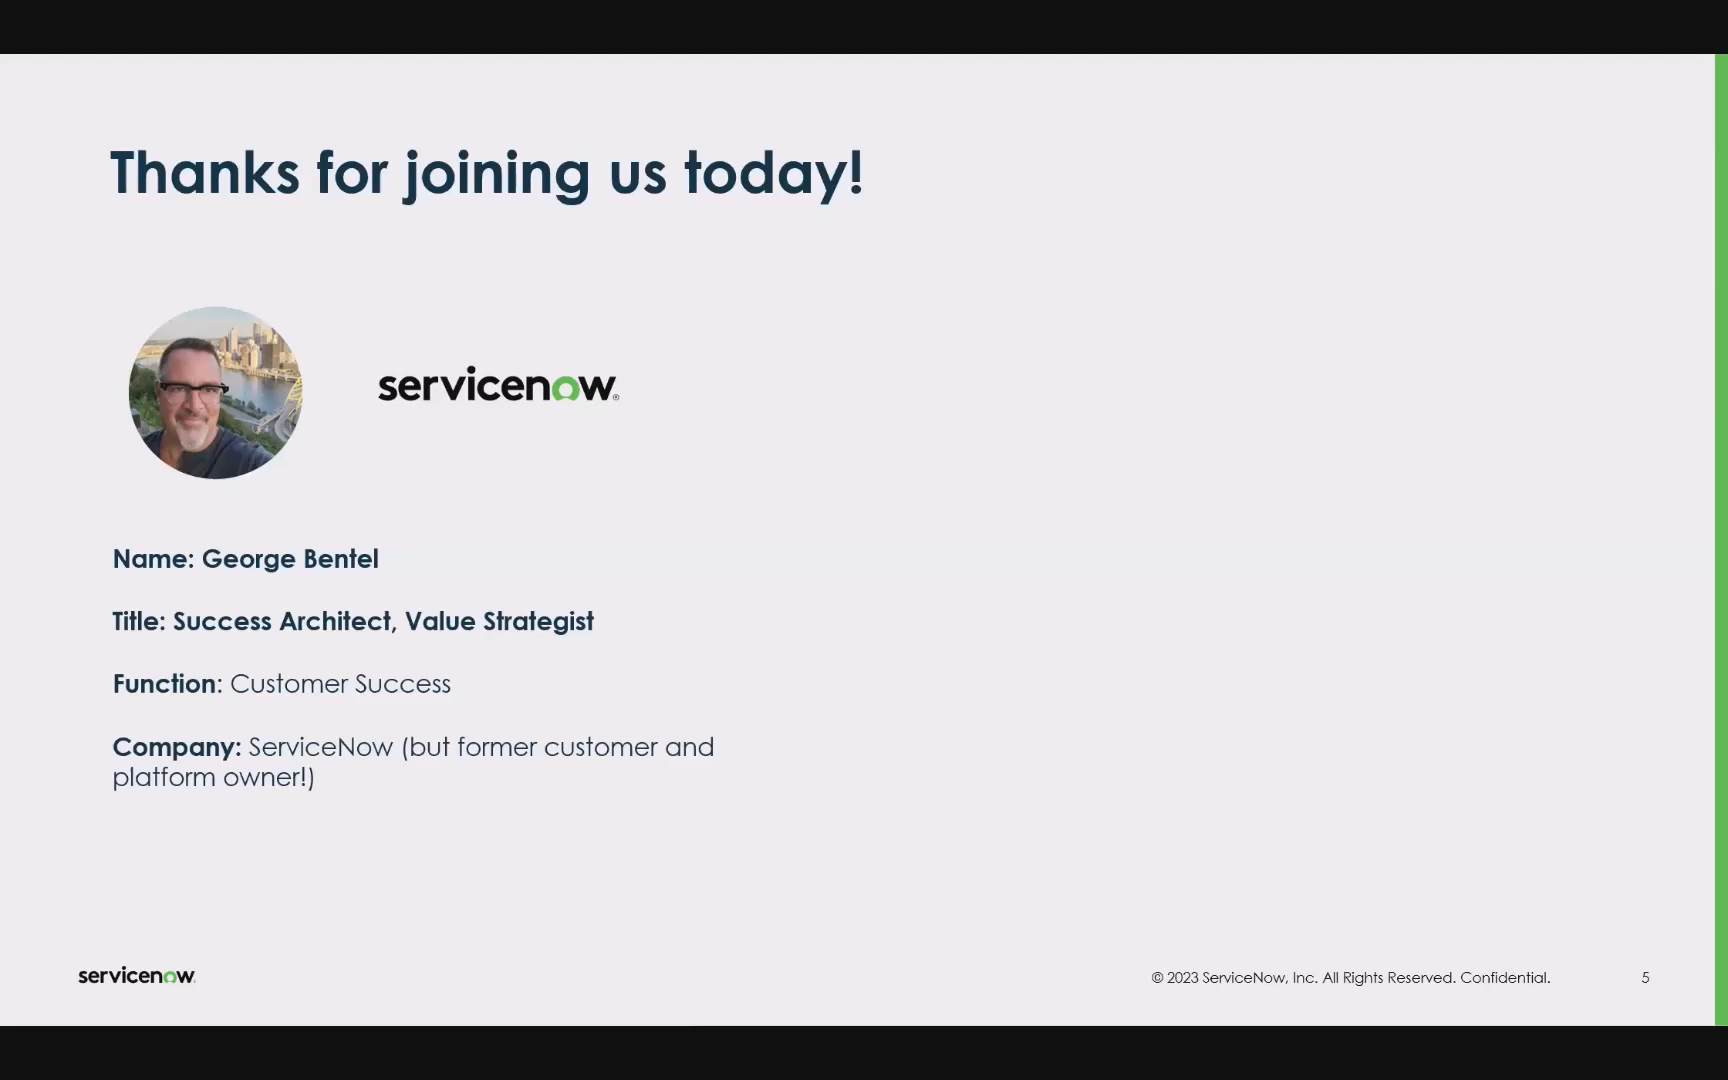 Thanks for joining us today!
servicenow®
Name: George Bentel
Title: Success Architect, Value Strategist
Function: Customer Success
Company: ServiceNow (but former customer and
platform owner!)
servicenow
© 2023 ServiceNow, Inc. All Rights Reserved. Confidential.
5